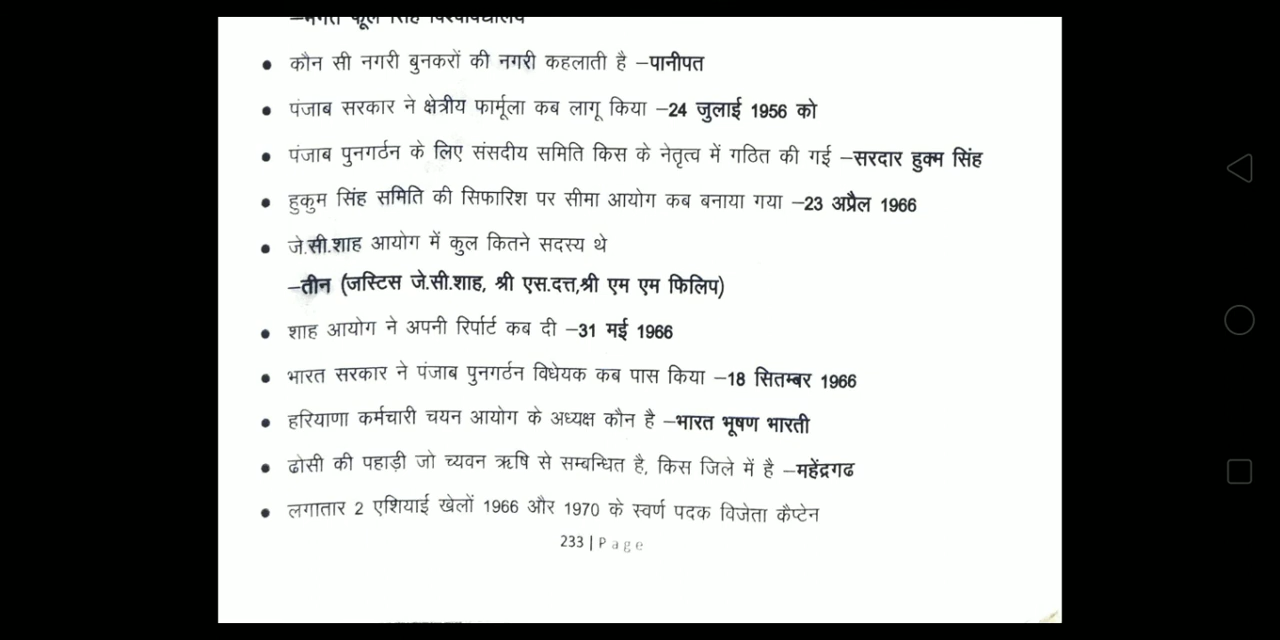 –भगत फूल सिंह विश्वविद्यालय
• कौन सी नगरी बुनकरों की नगरी कहलाती है –पानीपत
• पंजाब सरकार ने क्षेत्रीय फार्मूला कब लागू किया –24 जुलाई 1956 को
• पंजाब पुनगर्ठन के लिए संसदीय समिति किस के नेतृत्व में गठित की गई –सरदार हुक्म सिंह
• हुकुम सिंह समिति की सिफारिश पर सीमा आयोग कब बनाया गया –23 अप्रैल 1966
• जे.सी.शाह आयोग में कुल कितने सदस्य थे
–तीन (जस्टिस जे.सी.शाह, श्री एस.दत्त,श्री एम एम फिलिप)
• शाह आयोग ने अपनी रिर्पार्ट कब दी –31 मई 1966
• भारत सरकार ने पंजाब पुनगर्ठन विधेयक कब पास किया –18 सितम्बर 1966
• हरियाणा कर्मचारी चयन आयोग के अध्यक्ष कौन है –भारत भूषण भारती
• ढोसी की पहाड़ी जो च्यवन ऋषि से सम्बन्धित है, किस जिले में है –महेंद्रगढ
• लगातार 2 एशियाई खेलों 1966 और 1970 के स्वर्ण पदक विजेता कैप्टेन
233 | P a g e